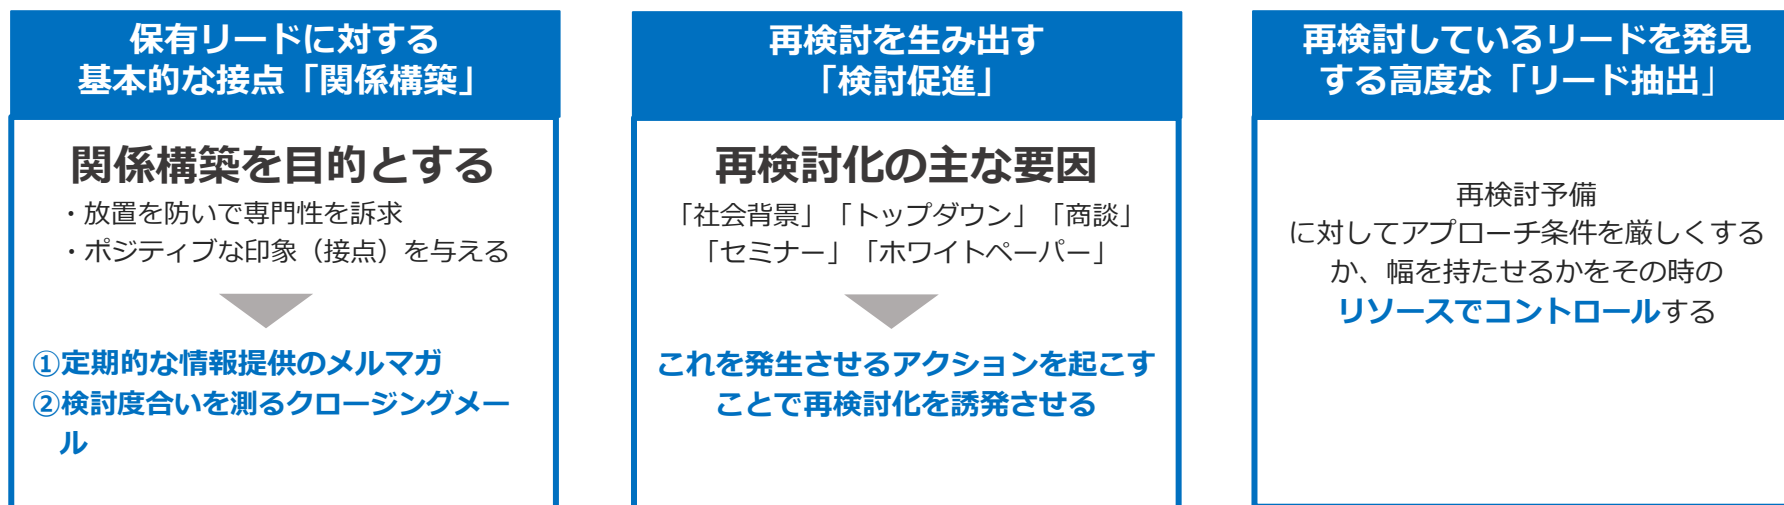 保有リードに対する
基本的な接点「関係構築」
関係構築を目的とする
・放置を防いで専門性を訴求
・ポジティブな印象（接点）を与える
①定期的な情報提供のメルマガ
②検討度合いを測るクロージングメー
ル
再検討を生み出す
「検討促進」
再検討化の主な要因
「社会背景」「トップダウン」「商談」
「セミナー」「ホワイトペーパー」
これを発生させるアクションを起こす
ことで再検討化を誘発させる
再検討しているリードを発見
する高度な「リード抽出」
再検討予備
に対してアプローチ条件を厳しくする
か、幅を持たせるかをその時の
リソースでコントロールする